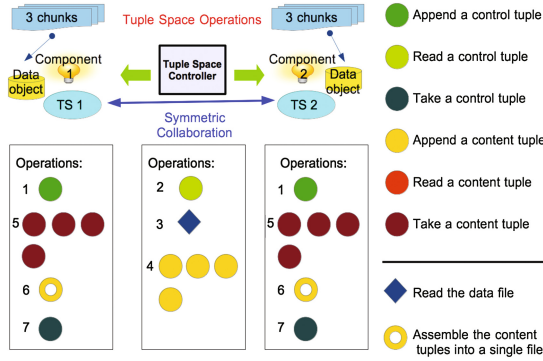 3 chunks
Tuple Space Operations
3 chunks
Component
1
Data
object
TS 1
Tuple Space
Controller
Component
2
Data
object
TS 2
Symmetric
Collaboration
Operations:
1
5
6
7
Operations:
2
3
4
Operations:
1
5
6
7
Append a control tuple
Read a control tuple
Take a control tuple
Append a content tuple
Read a content tuple
Take a content tuple
Read the data file
Assemble the content
tuples into a single file